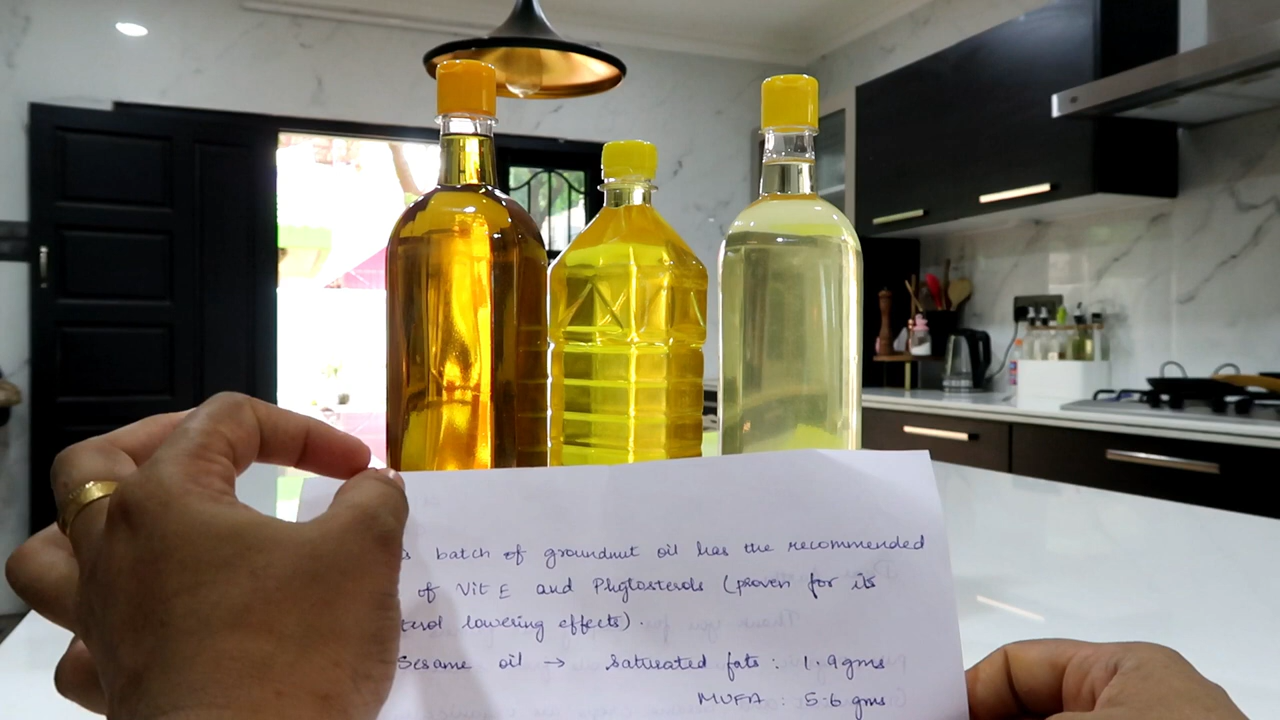 s batch of groundnut oil has the recommended
of Vit E and Phytosterols (proven for its
terol lowering effects).
Sesame oil → Saturated fats : 1.9gms
MUFA : 5.6 gms